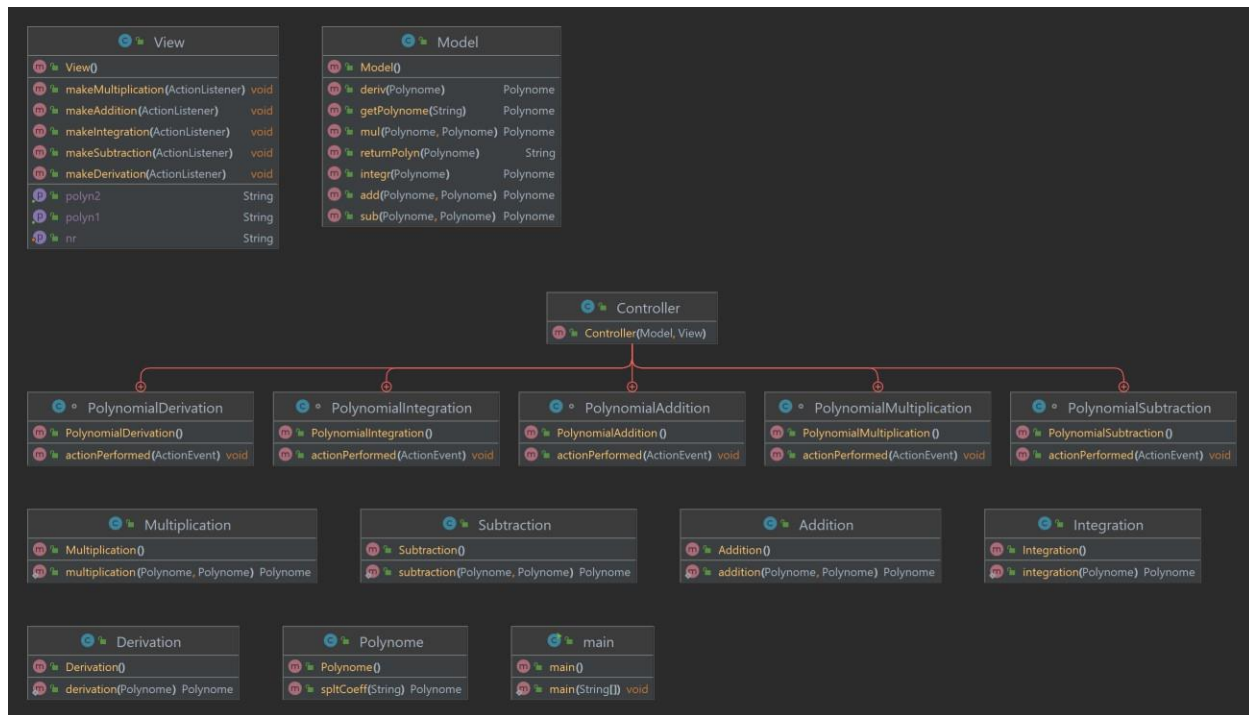 View
View()
makeMultiplication(ActionListener) void
makeAddition(ActionListener) void
makeIntegration(ActionListener) void
makeSubtraction(ActionListener) void
makeDerivation(ActionListener) void
polyn2 String
polyn1 String
nr String
Model
Model()
deriv(Polynome) Polynome
getPolynome(String) Polynome
mul(Polynome, Polynome) Polynome
returnPolyn(Polynome) String
integr(Polynome) Polynome
add(Polynome, Polynome) Polynome
sub(Polynome, Polynome) Polynome
Controller
Controller(Model, View)
PolynomialDerivation
PolynomialDerivation()
actionPerformed(ActionEvent) void
PolynomialIntegration
PolynomialIntegration()
actionPerformed(ActionEvent) void
PolynomialAddition
PolynomialAddition()
actionPerformed(ActionEvent) void
PolynomialMultiplication
PolynomialMultiplication()
actionPerformed(ActionEvent) void
PolynomialSubtraction
PolynomialSubtraction()
actionPerformed(ActionEvent) void
Multiplication
Multiplication()
multiplication(Polynome, Polynome) Polynome
Subtraction
Subtraction()
subtraction(Polynome, Polynome) Polynome
Addition
Addition()
addition(Polynome, Polynome) Polynome
Integration
Integration()
integration(Polynome) Polynome
Derivation
Derivation()
derivation(Polynome) Polynome
Polynome
Polynome()
spltCoeff(String) Polynome
main
main()
main(String[]) void